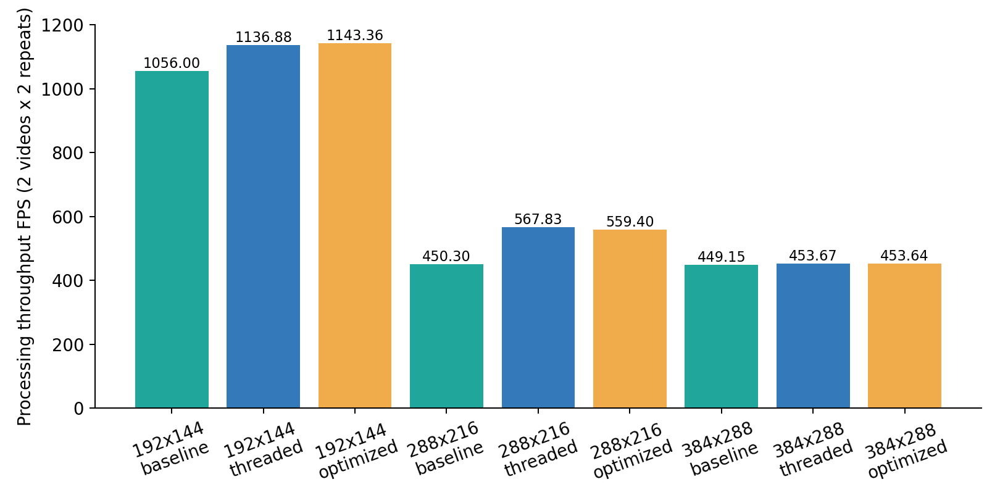 Processing throughput FPS (2 videos x 2 repeats)
1200
1000
800
600
400
200
0
1056.00
1136.88
1143.36
450.30
567.83
559.40
449.15
453.67
453.64
192x144
baseline
192x144
threaded
192x144
optimized
288x216
baseline
288x216
threaded
288x216
optimized
384x288
baseline
384x288
threaded
384x288
optimized